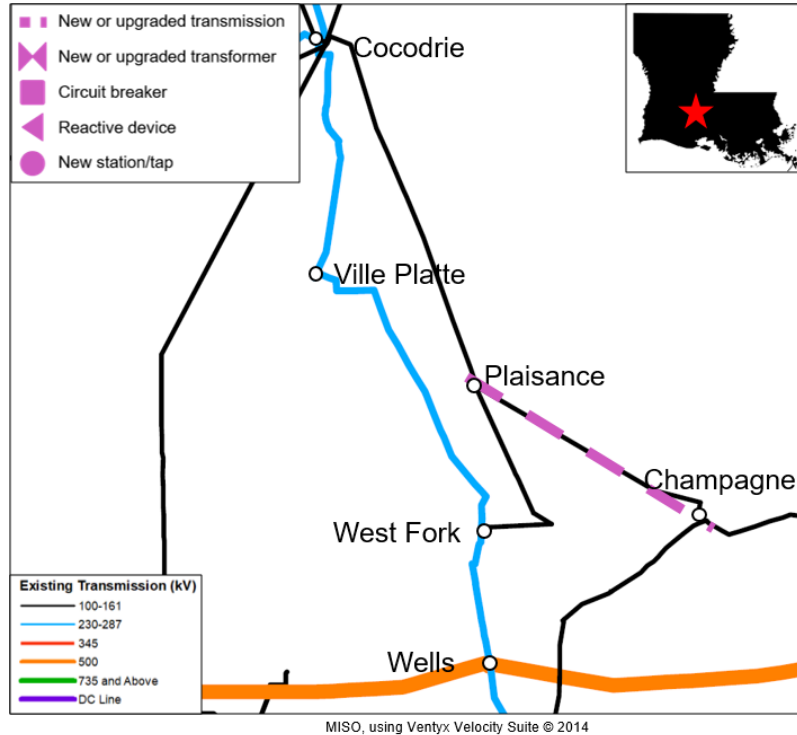 New or upgraded transmission
New or upgraded transformer
Circuit breaker
Reactive device
New station/tap
Cocodrie
Ville Platte
Plaisance
Champagne
West Fork
Wells
Existing Transmission (kV)
100-161
230-287
345
500
735 and Above
DC Line
MISO, using Ventyx Velocity Suite © 2014